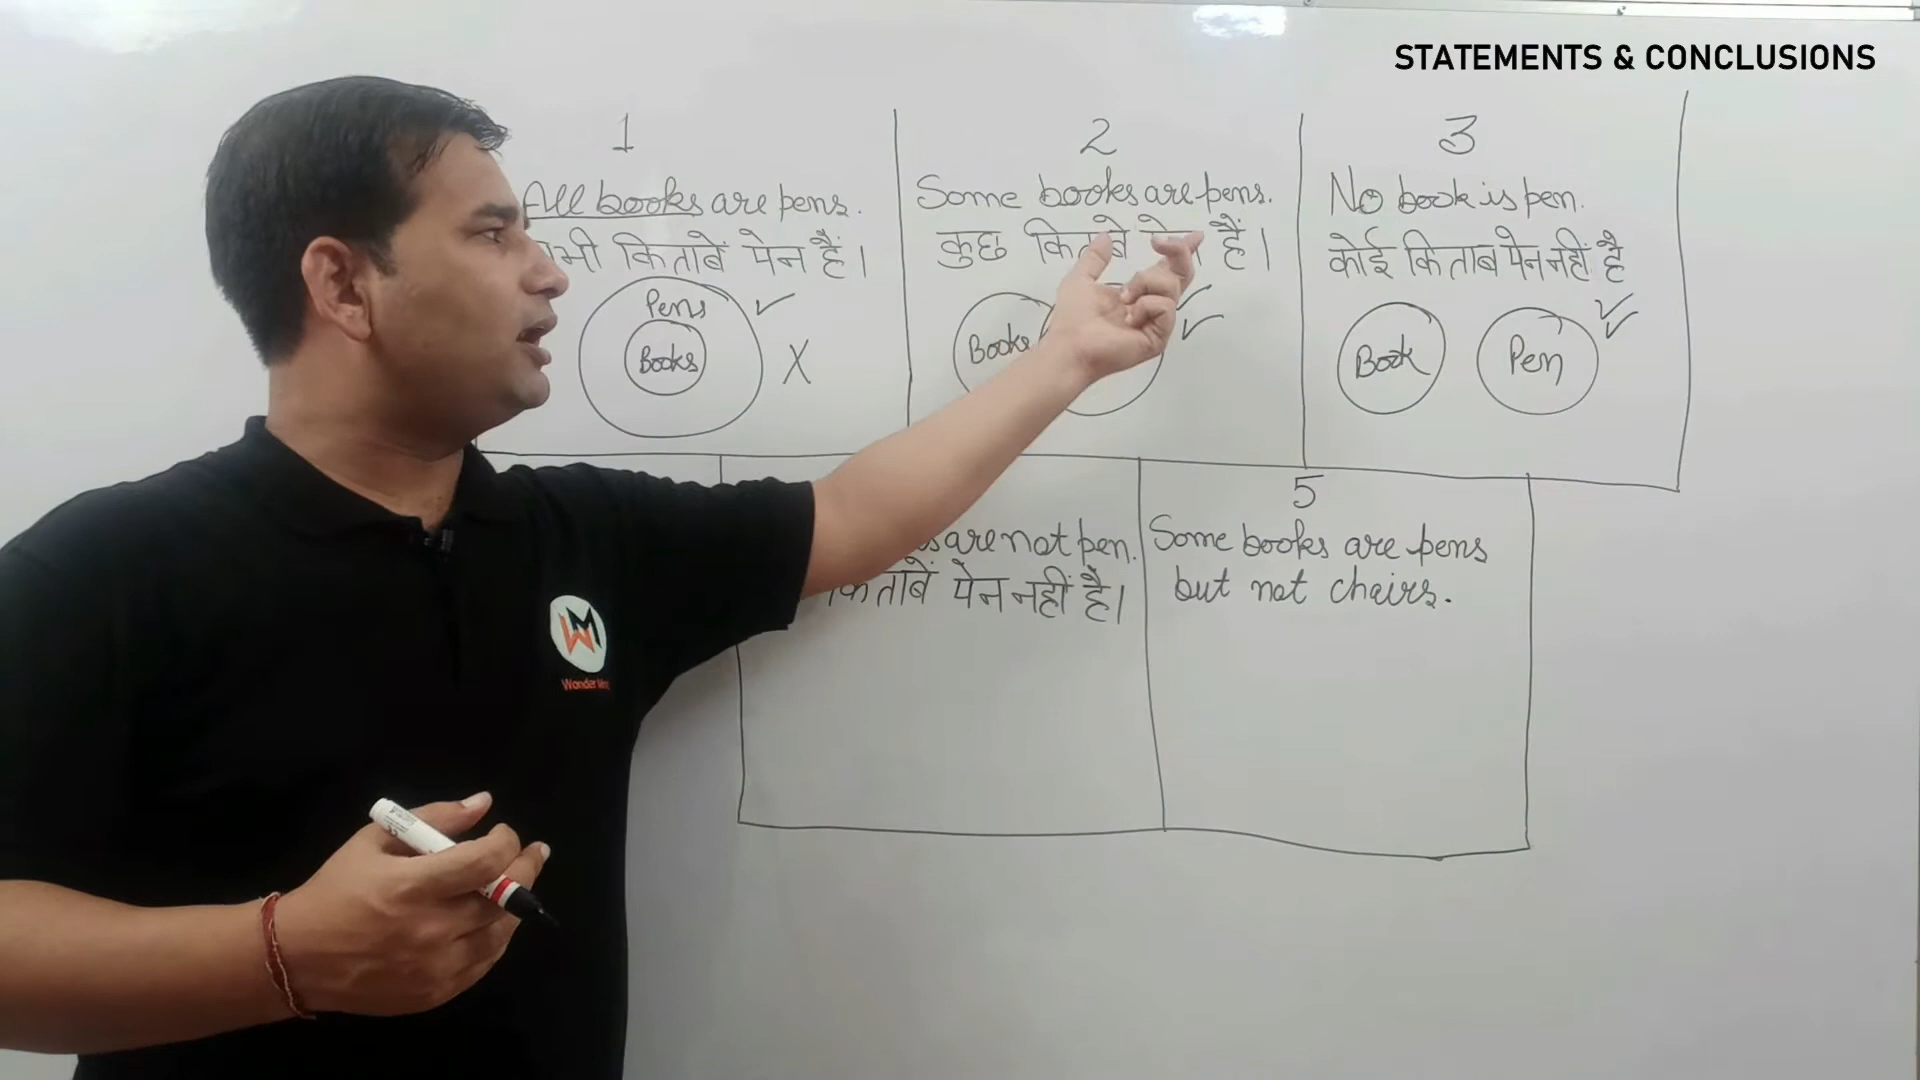 STATEMENTS & CONCLUSIONS
1
All books are pens.
किताबें पेन हैं।
Pens
Books
✓
X
2
Some books are pens.
कुछ किताबें हैं।
Books
✓
✓
3
No book is pen.
कोई किताब पेन नहीं है
Book
Pen
✓
✓
are not pen.
पेन नहीं है।
5
Some books are pens
but not chairs.
WM